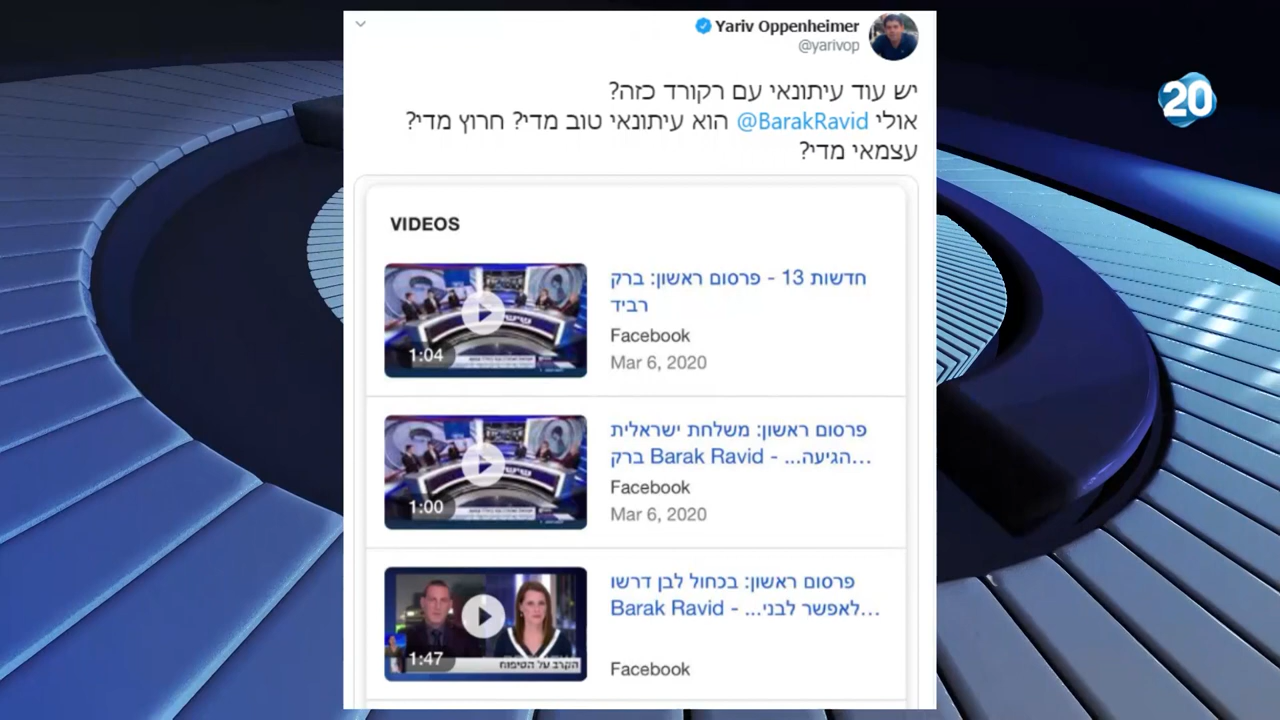 Yariv Oppenheimer
@yarivop
20
יש עוד עיתונאי עם רקורד כזה?
אולי @BarakRavid הוא עיתונאי טוב מדי? חרוץ מדי?
עצמאי מדי?
VIDEOS
חדשות 13 - פרסום ראשון: ברק
רביד
Facebook
Mar 6, 2020
1:04
פרסום ראשון: משלחת ישראלית
הגיעה... - Barak Ravid ברק...
Facebook
Mar 6, 2020
1:00
פרסום ראשון: בכחול לבן דרשו
לאפשר לבני... - Barak Ravid...
Facebook
1:47
הקרב על הטיפוח